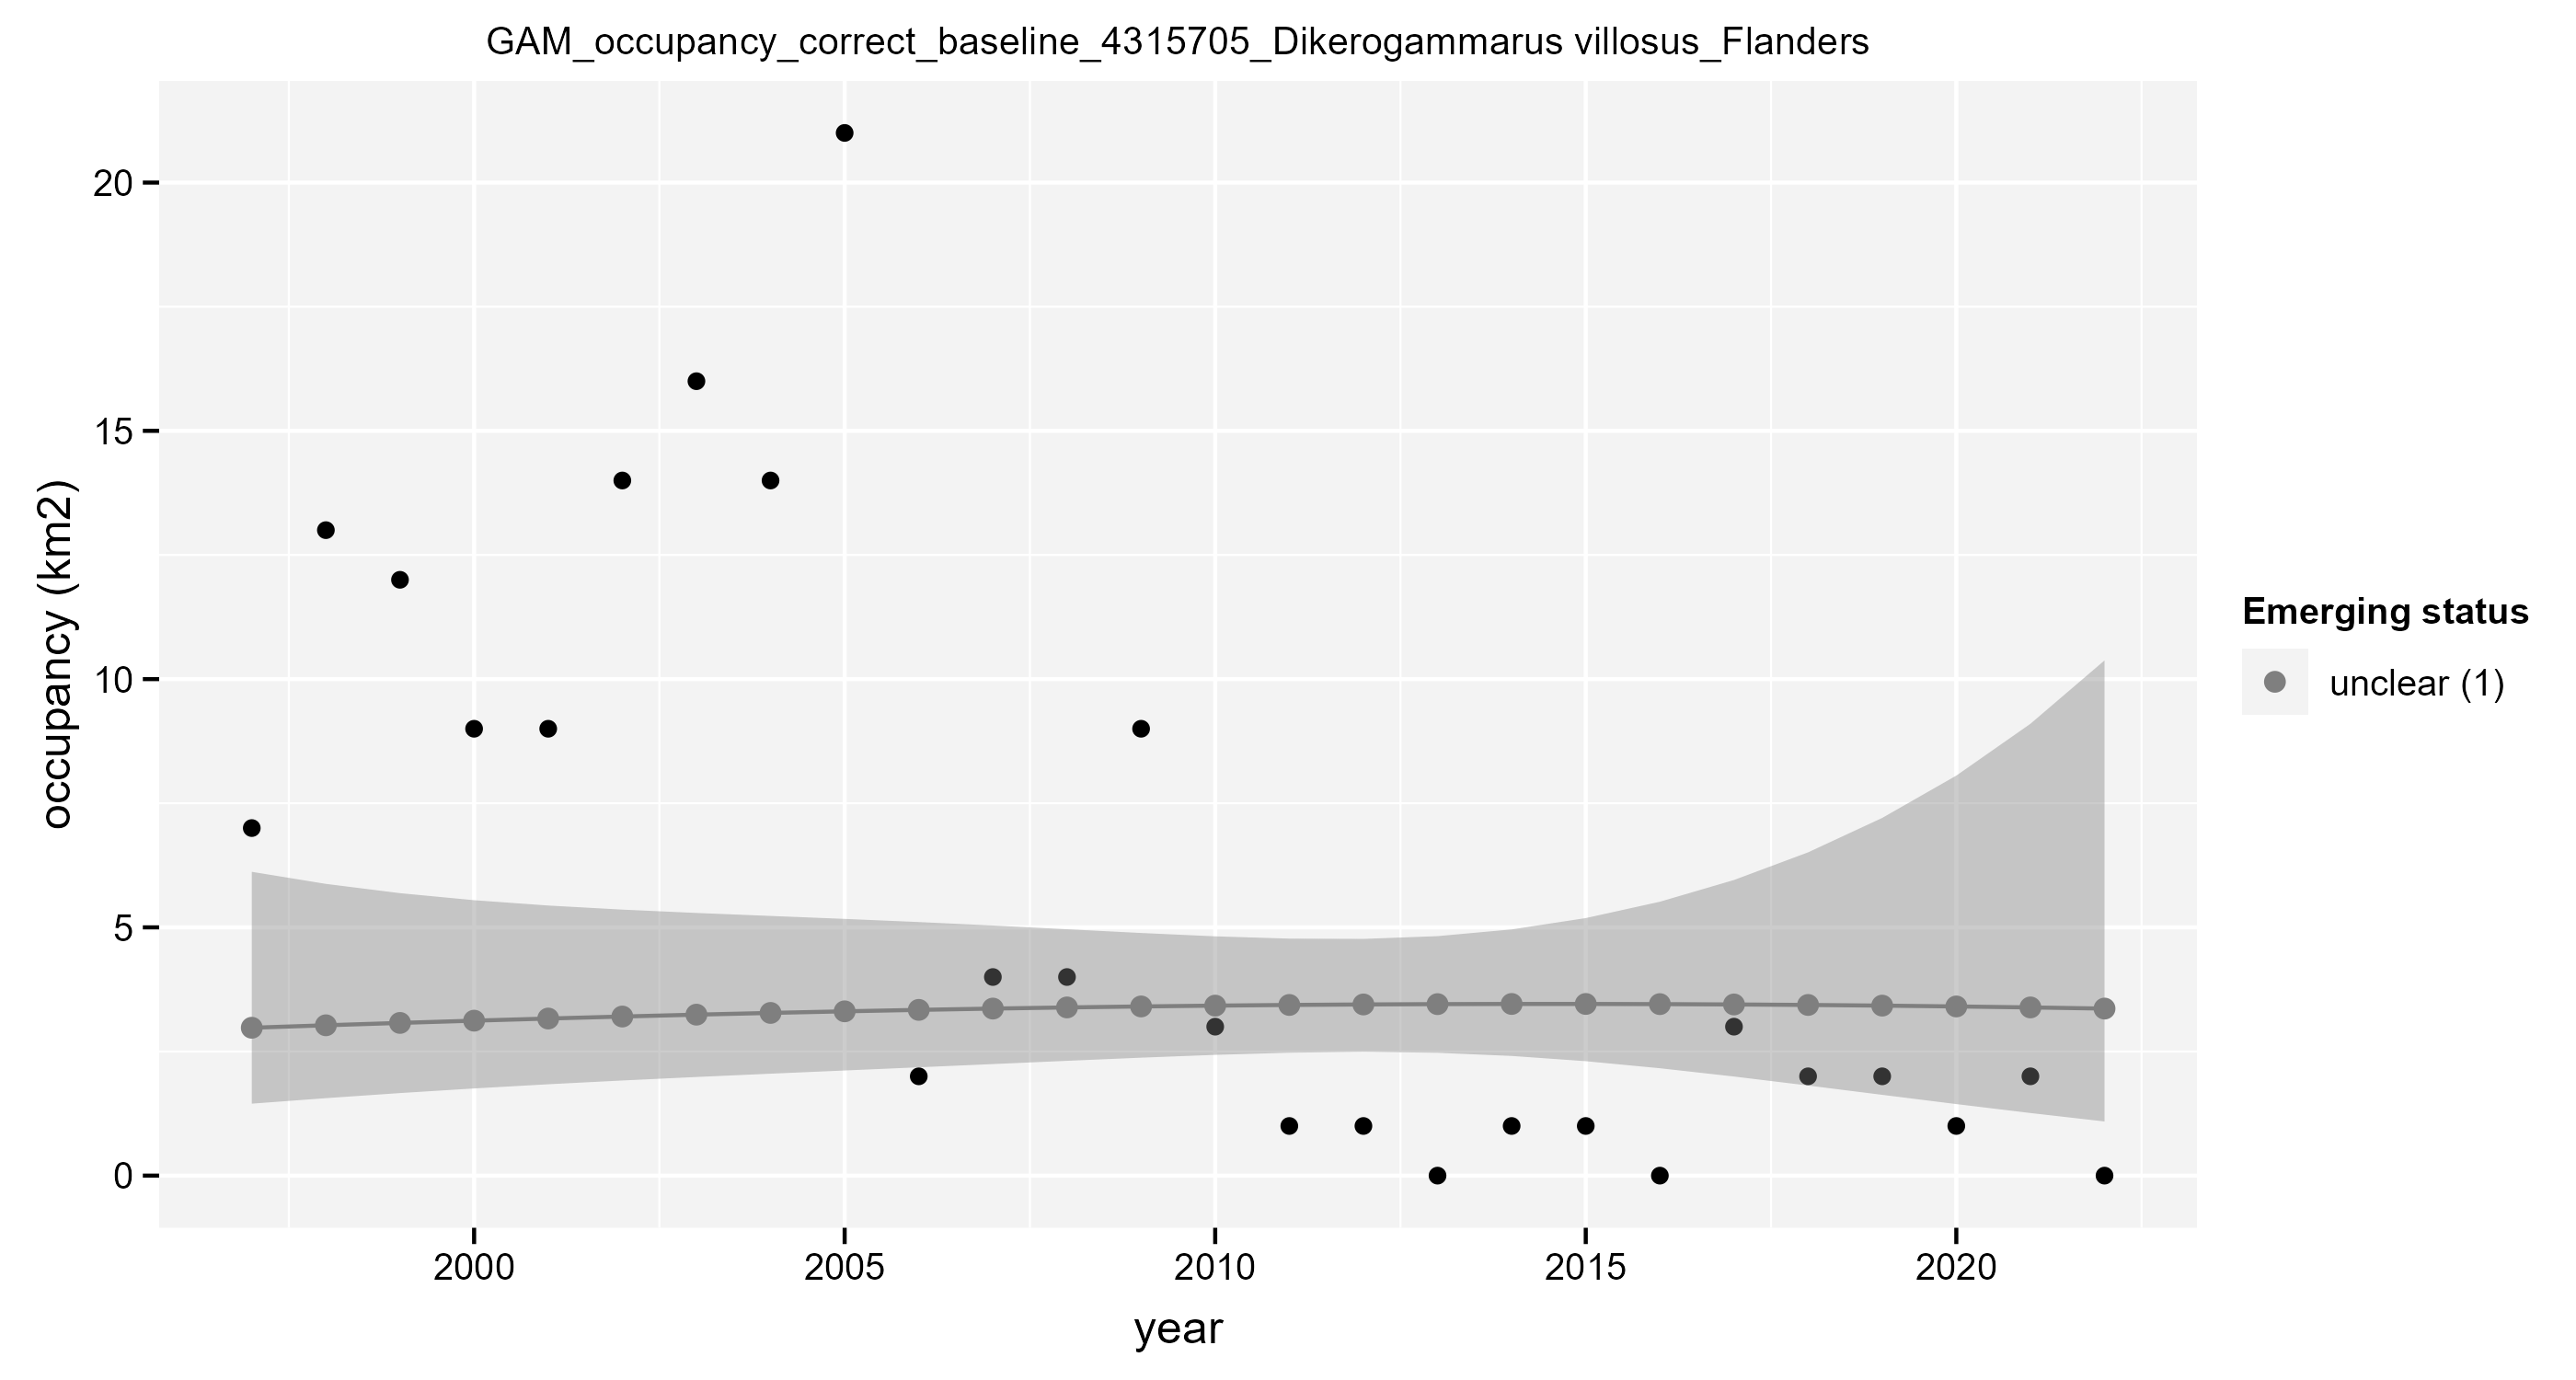 GAM_occupancy_correct_baseline_4315705_Dikerogammarus villosus_Flanders
20
15
10
5
0
occupancy (km2)
2000
2005
2010
2015
2020
year
Emerging status
unclear (1)